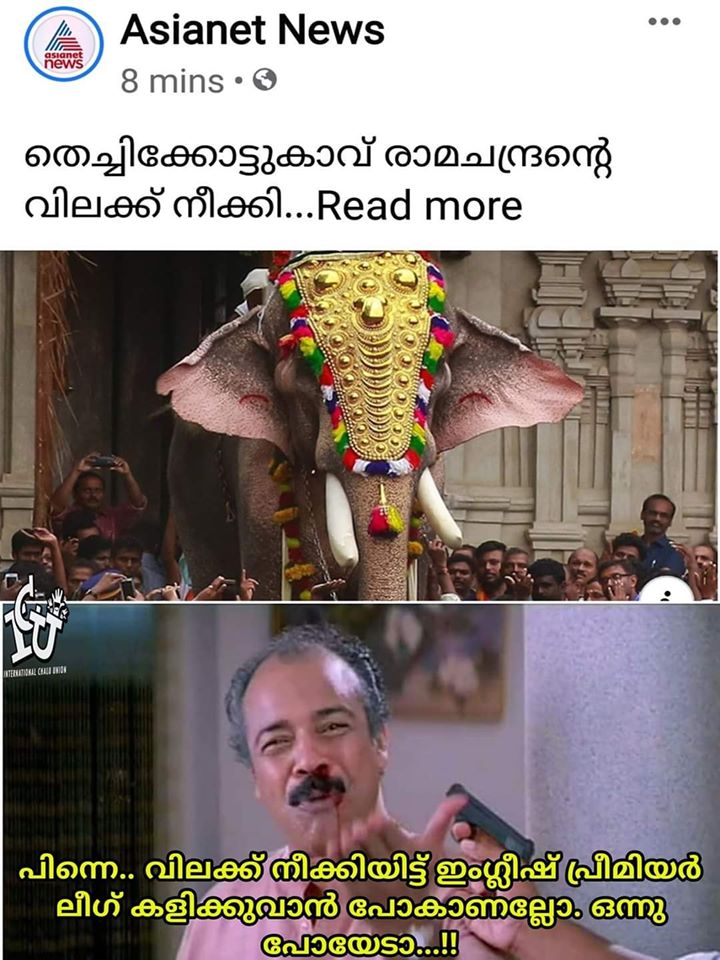 Asianet News
asianet
news
8 mins •
തെച്ചിക്കോട്ടുകാവ് രാമചന്ദ്രന്റെ
വിലക്ക് നീക്കി...Read more
ICU
INTERNATIONAL CHALU UNION
പിന്നെ.. വിലക്ക് നീക്കിയിട്ട് ഇംഗ്ലീഷ് പ്രീമിയർ
ലീഗ് കളിക്കുവാൻ പോകാണല്ലോ. ഒന്നു
പോയേടാ...!!